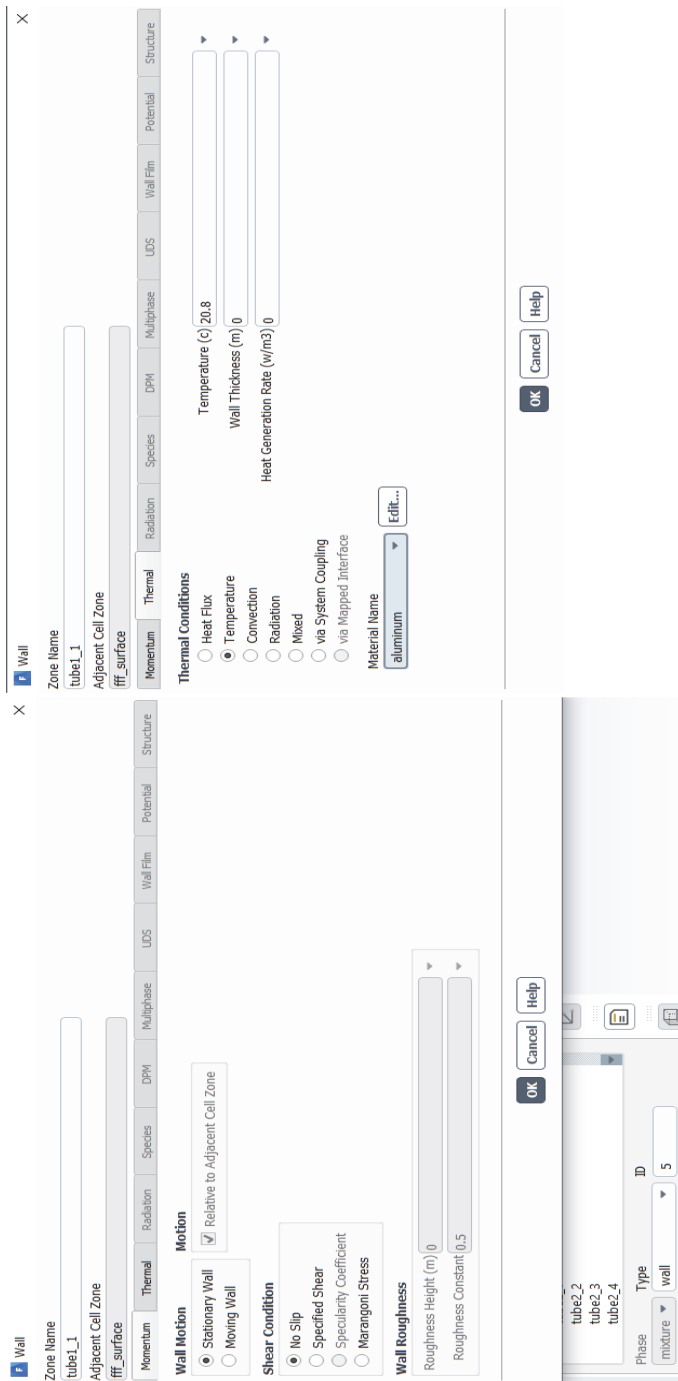 Wall
Zone Name
tube1_1
Adjacent Cell Zone
fff_surface
Momentum Thermal Radiation Species DPM Multiphase UDS Wall Film Potential Structure
Wall Motion Motion
Stationary Wall Relative to Adjacent Cell Zone
Moving Wall
Shear Condition
No Slip
Specified Shear
Specularity Coefficient
Marangoni Stress
Wall Roughness
Roughness Height (m) 0
Roughness Constant 0.5
OK Cancel Help
tube2_2
tube2_3
tube2_4
Phase Type ID
mixture wall 5
Wall
Zone Name
tube1_1
Adjacent Cell Zone
fff_surface
Momentum Thermal Radiation Species DPM Multiphase UDS Wall Film Potential Structure
Thermal Conditions
Heat Flux
Temperature
Convection
Radiation
Mixed
via System Coupling
via Mapped Interface
Temperature (c) 20.8
Wall Thickness (m) 0
Heat Generation Rate (w/m3) 0
Material Name
aluminum Edit...
OK Cancel Help